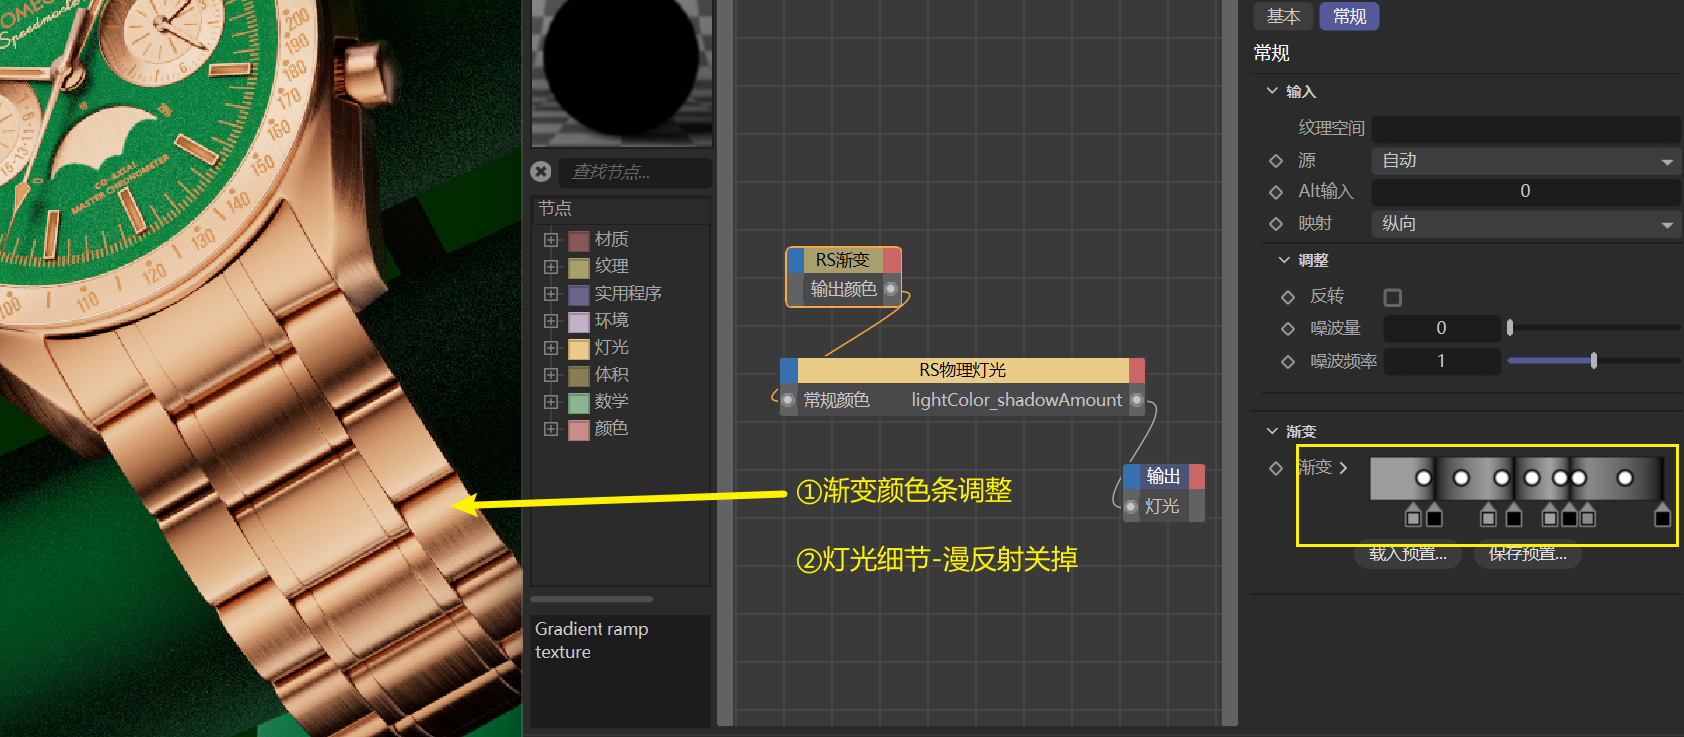 OMEGA
Speedmaster
200
190
180
170
160
150
140
130
120
110
100
CO-AXIAL
MASTER CHRONOMETER
查找节点...
节点
材质
纹理
实用程序
环境
灯光
体积
数学
颜色
Gradient ramp
texture
RS渐变
输出颜色
RS物理灯光
常规颜色 lightColor_shadowAmount
输出
灯光
①渐变颜色条调整
②灯光细节-漫反射关掉
基本 常规
常规
输入
纹理空间
源 自动
Alt输入 0
映射 纵向
调整
反转
噪波量 0
噪波频率 1
渐变
渐变
载入预置... 保存预置...